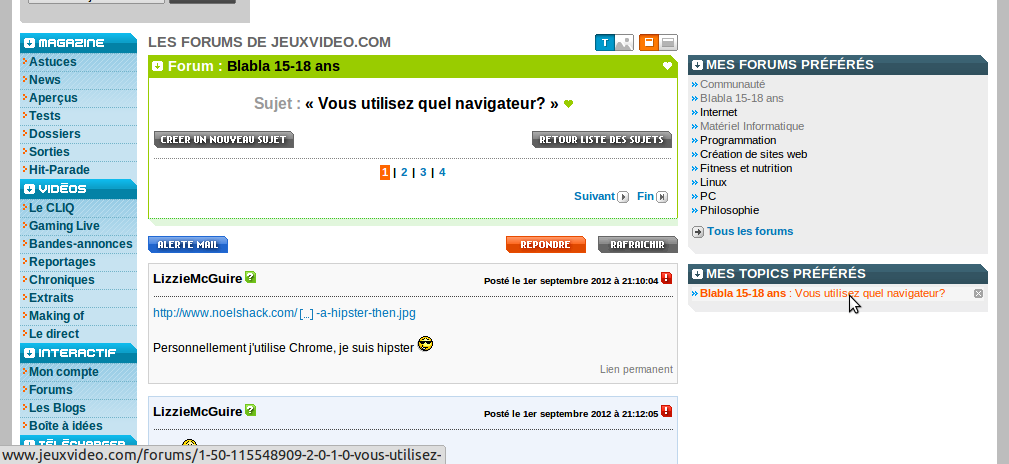 MAGAZINE
Astuces
News
Aperçus
Tests
Dossiers
Sorties
Hit-Parade
VIDÉOS
Le CLIQ
Gaming Live
Bandes-annonces
Reportages
Chroniques
Extraits
Making of
Le direct
INTERACTIF
Mon compte
Forums
Les Blogs
Boîte à idées
TÉLÉCHARGER
LES FORUMS DE JEUXVIDEO.COM
T
Forum : Blabla 15-18 ans
Sujet : « Vous utilisez quel navigateur? »
CREER UN NOUVEAU SUJET
RETOUR LISTE DES SUJETS
1 | 2 | 3 | 4
Suivant Fin
ALERTE MAIL
REPONDRE
RAFRAICHIR
LizzieMcGuire Posté le 1er septembre 2012 à 21:10:04
http://www.noelshack.com/[...]-a-hipster-then.jpg
Personnellement j'utilise Chrome, je suis hipster
Lien permanent
LizzieMcGuire Posté le 1er septembre 2012 à 21:12:05
MES FORUMS PRÉFÉRÉS
Communauté
Blabla 15-18 ans
Internet
Matériel Informatique
Programmation
Création de sites web
Fitness et nutrition
Linux
PC
Philosophie
Tous les forums
MES TOPICS PRÉFÉRÉS
Blabla 15-18 ans : Vous utilisez quel navigateur?
www.jeuxvideo.com/forums/1-50-115548909-2-0-1-0-vous-utilisez-